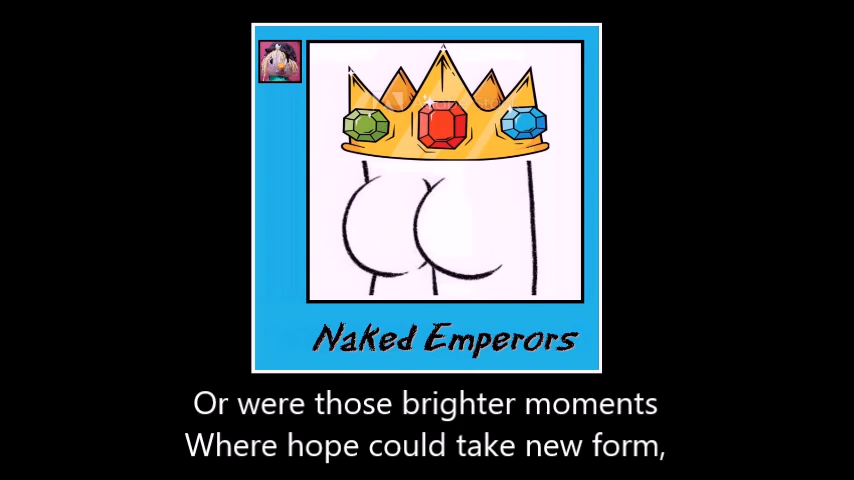 Naked Emperors
Or were those brighter moments
Where hope could take new form,